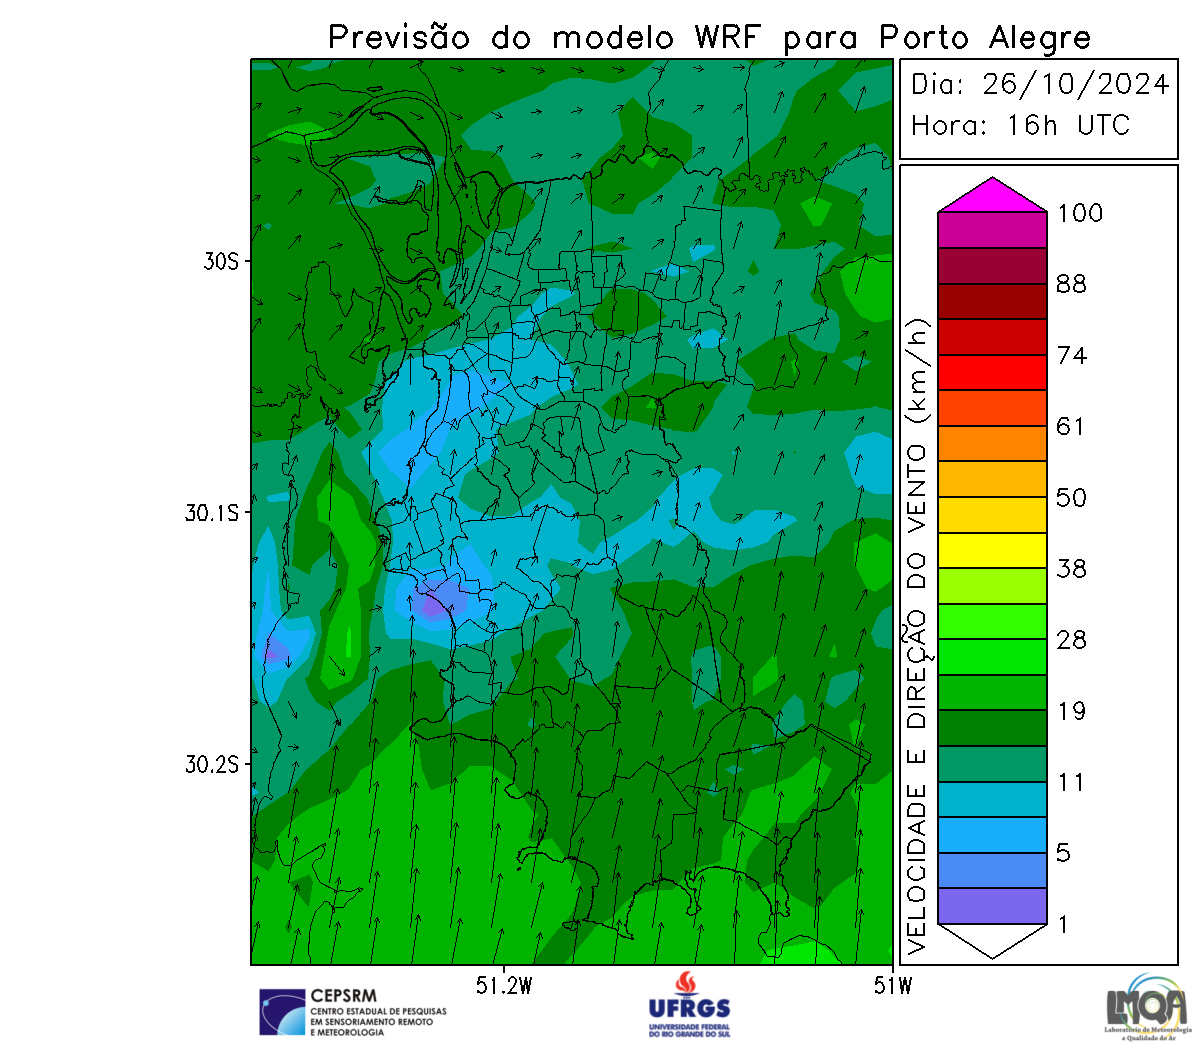 Previsão do modelo WRF para Porto Alegre
Dia: 26/10/2024
Hora: 16h UTC
30S
30.1S
30.2S
51.2W
51W
VELOCIDADE E DIREÇÃO DO VENTO (km/h)
100
88
74
61
50
38
28
19
11
5
1
CEPSRM
CENTRO ESTADUAL DE PESQUISAS
EM SENSORIAMENTO REMOTO
E METEOROLOGIA
UFRGS
UNIVERSIDADE FEDERAL
DO RIO GRANDE DO SUL
LMQA
Laboratório de Meteorologia
e Qualidade do Ar